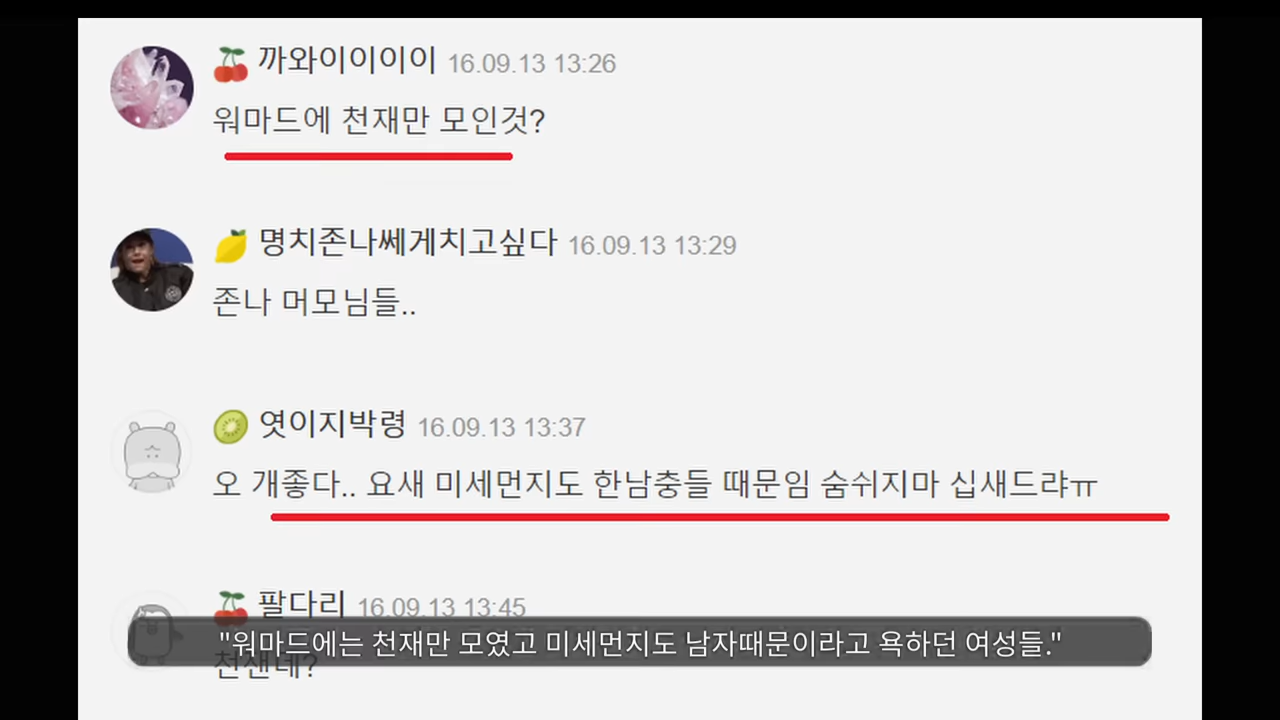 까와이이이이 16.09.13 13:26
워마드에 천재만 모인것?
명치존나쎄게치고싶다 16.09.13 13:29
존나 머모님들..
엿이지박령 16.09.13 13:37
오 개좋다.. 요새 미세먼지도 한남충들 때문임 숨쉬지마 십새드랴ㅠ
팔다리 16.09.13 13:45
"워마드에는 천재만 모였고 미세먼지도 남자때문이라고 욕하던 여성들."
천샌네?